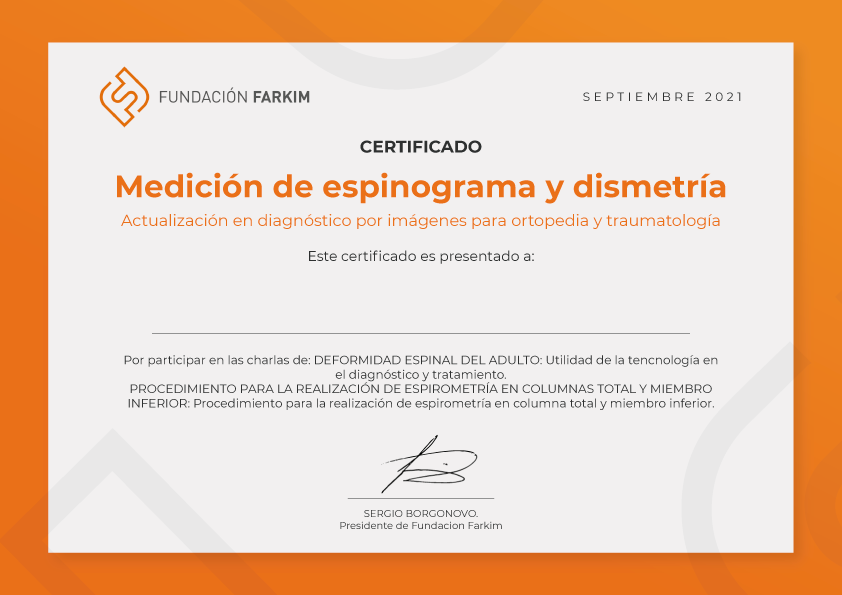 FUNDACIÓN FARKIM
SEPTIEMBRE 2021
CERTIFICADO
Medición de espinograma y dismetría
Actualización en diagnóstico por imágenes para ortopedia y traumatología
Este certificado es presentado a:
Por participar en las charlas de: DEFORMIDAD ESPINAL DEL ADULTO: Utilidad de la tencnología en
el diagnóstico y tratamiento.
PROCEDIMIENTO PARA LA REALIZACIÓN DE ESPIROMETRÍA EN COLUMNAS TOTAL Y MIEMBRO
INFERIOR: Procedimiento para la realización de espirometría en columna total y miembro inferior.
SERGIO BORGONOVO.
Presidente de Fundacion Farkim